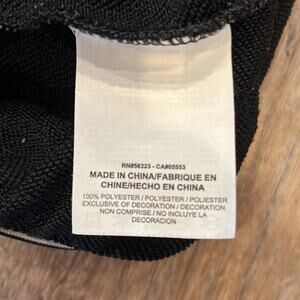 RN#56323 - CA#05553
MADE IN CHINA/FABRIQUE EN
CHINE/HECHO EN CHINA
100% POLYESTER / POLYESTER / POLIESTER
EXCLUSIVE OF DECORATION / DECORATION
NON COMPRISE / NO INCLUYE LA
DECORACION